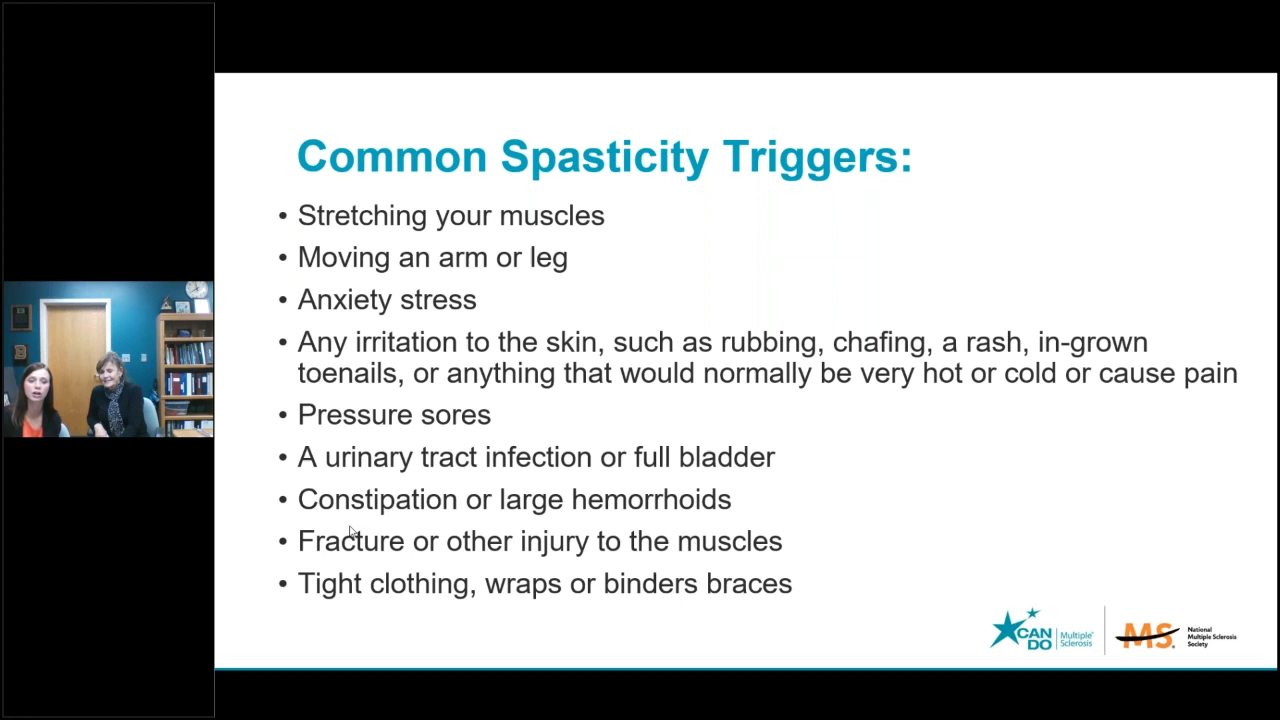 Common Spasticity Triggers:
• Stretching your muscles
• Moving an arm or leg
• Anxiety stress
• Any irritation to the skin, such as rubbing, chafing, a rash, in-grown
toenails, or anything that would normally be very hot or cold or cause pain
• Pressure sores
• A urinary tract infection or full bladder
• Constipation or large hemorrhoids
• Fracture or other injury to the muscles
• Tight clothing, wraps or binders braces
CAN DO Multiple Sclerosis
MS National Multiple Sclerosis Society